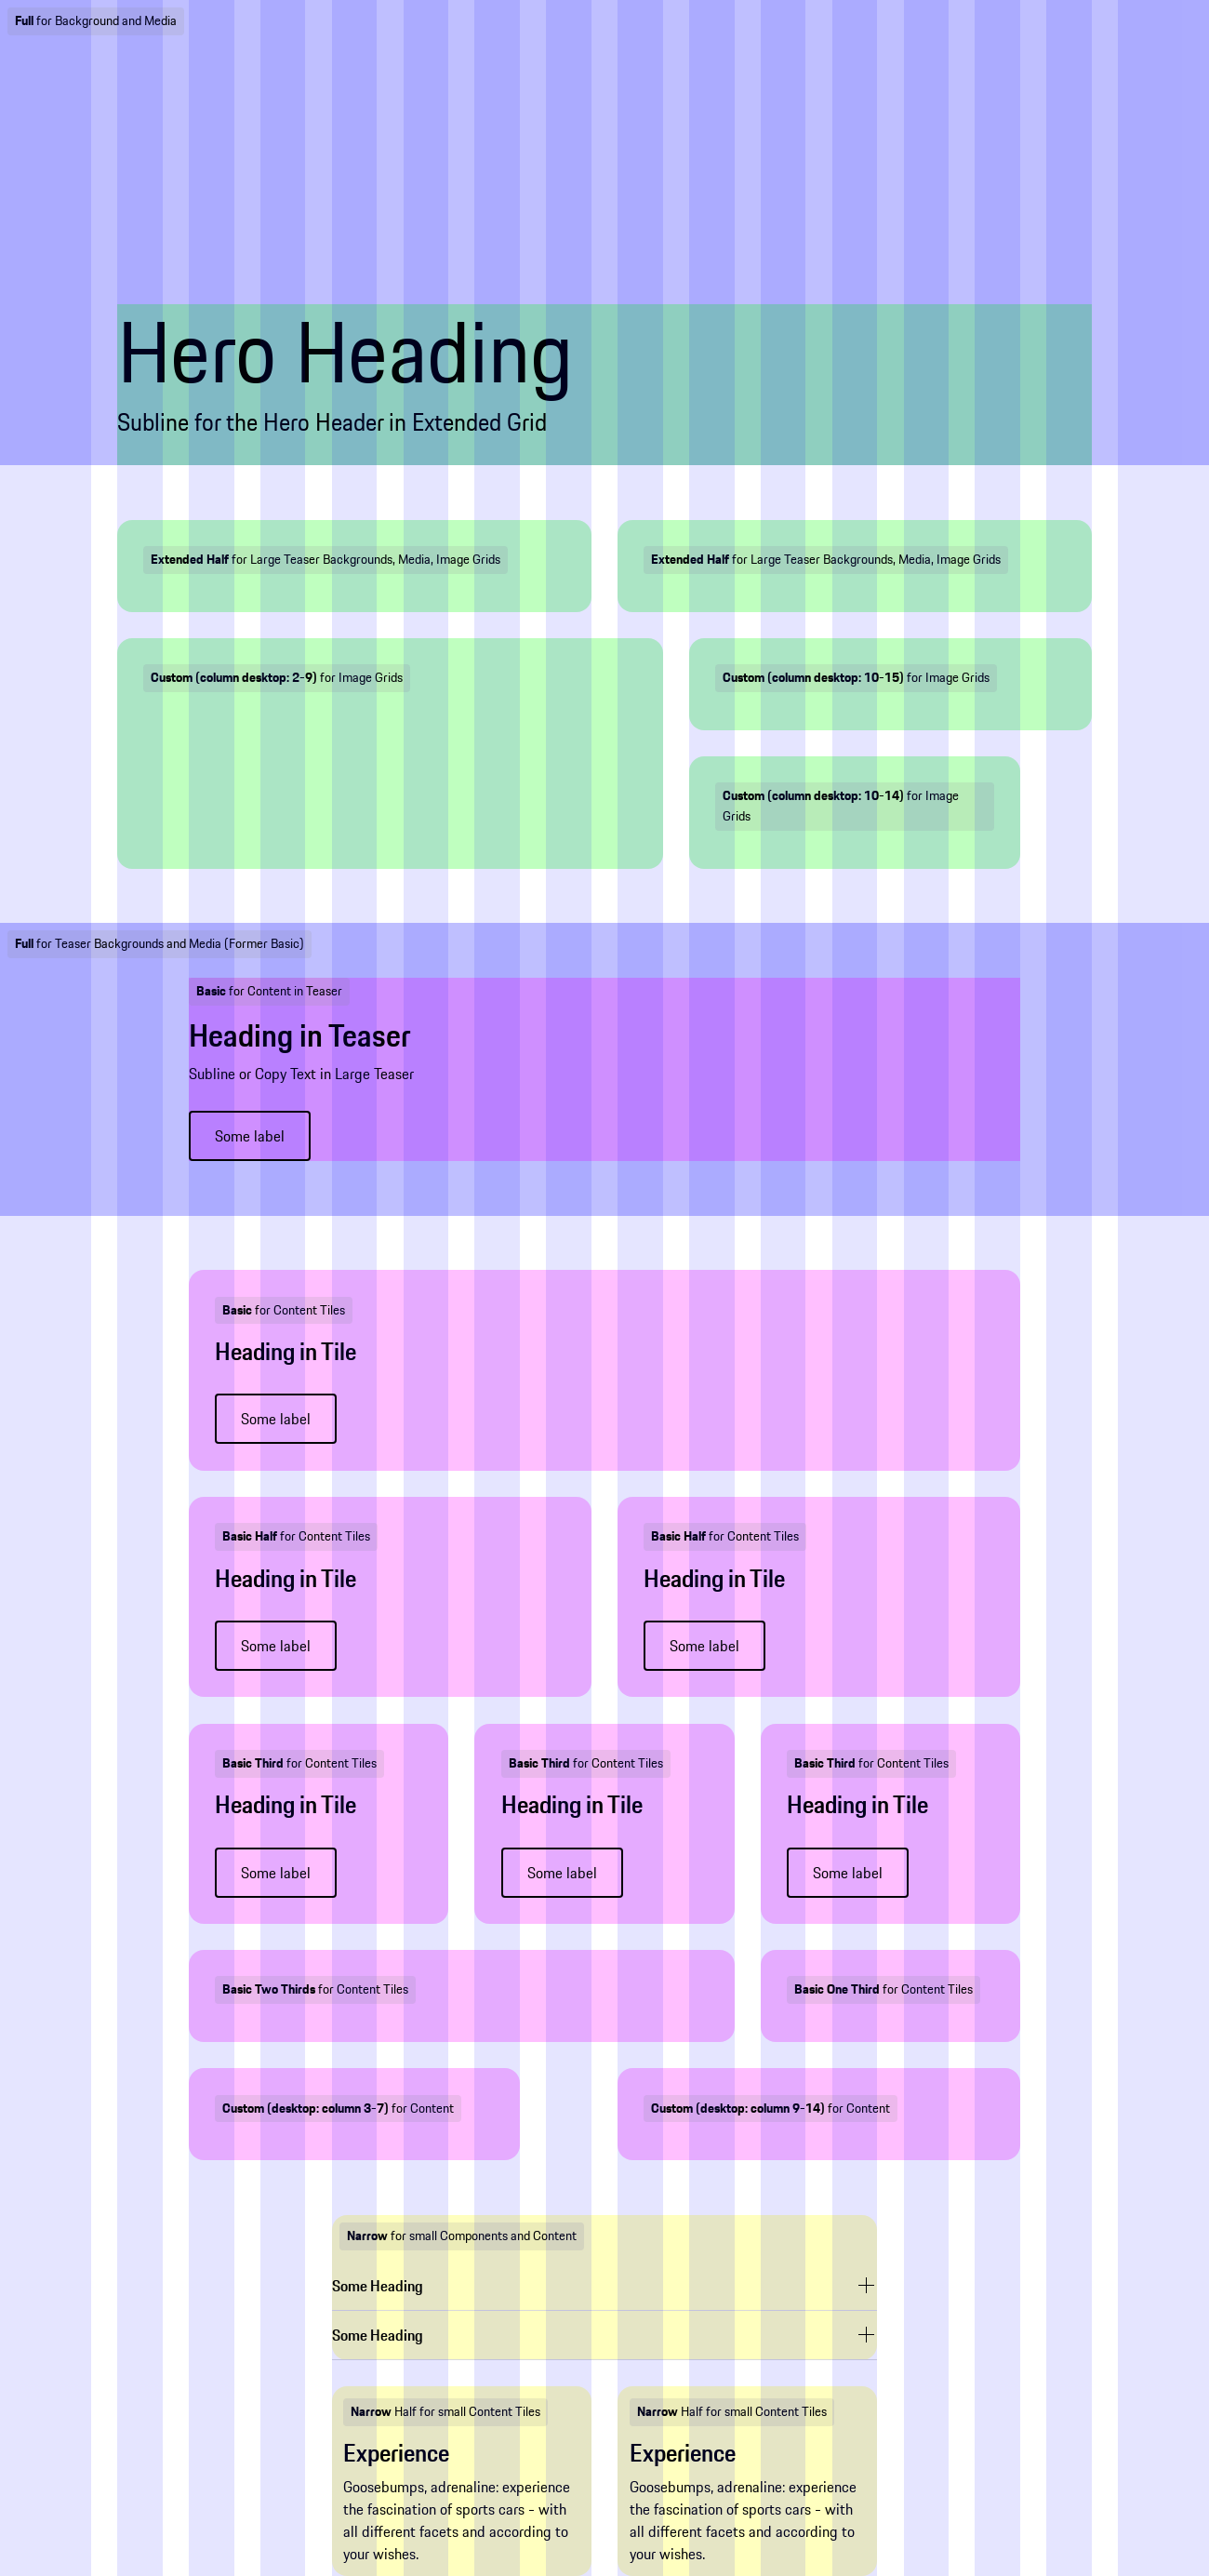 Full for Background and Media
Hero Heading
Subline for the Hero Header in Extended Grid
Extended Half for Large Teaser Backgrounds, Media, Image Grids
Extended Half for Large Teaser Backgrounds, Media, Image Grids
Custom (column desktop: 2-9) for Image Grids
Custom (column desktop: 10-15) for Image Grids
Custom (column desktop: 10-14) for Image
Grids
Full for Teaser Backgrounds and Media (Former Basic)
Basic for Content in Teaser
Heading in Teaser
Subline or Copy Text in Large Teaser
Some label
Basic for Content Tiles
Heading in Tile
Some label
Basic Half for Content Tiles
Heading in Tile
Some label
Basic Half for Content Tiles
Heading in Tile
Some label
Basic Third for Content Tiles
Heading in Tile
Some label
Basic Third for Content Tiles
Heading in Tile
Some label
Basic Third for Content Tiles
Heading in Tile
Some label
Basic Two Thirds for Content Tiles
Basic One Third for Content Tiles
Custom (desktop: column 3-7) for Content
Custom (desktop: column 9-14) for Content
Narrow for small Components and Content
Some Heading
Some Heading
Narrow Half for small Content Tiles
Experience
Goosebumps, adrenaline: experience
the fascination of sports cars - with
all different facets and according to
your wishes.
Narrow Half for small Content Tiles
Experience
Goosebumps, adrenaline: experience
the fascination of sports cars - with
all different facets and according to
your wishes.